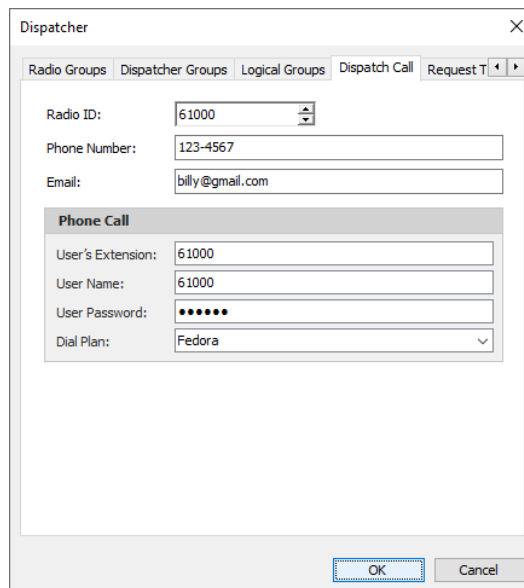 Dispatcher
Radio Groups Dispatcher Groups Logical Groups Dispatch Call Request T
Radio ID: 61000
Phone Number: 123-4567
Email: billy@gmail.com
Phone Call
User's Extension: 61000
User Name: 61000
User Password: ●●●●●●
Dial Plan: Fedora
OK Cancel